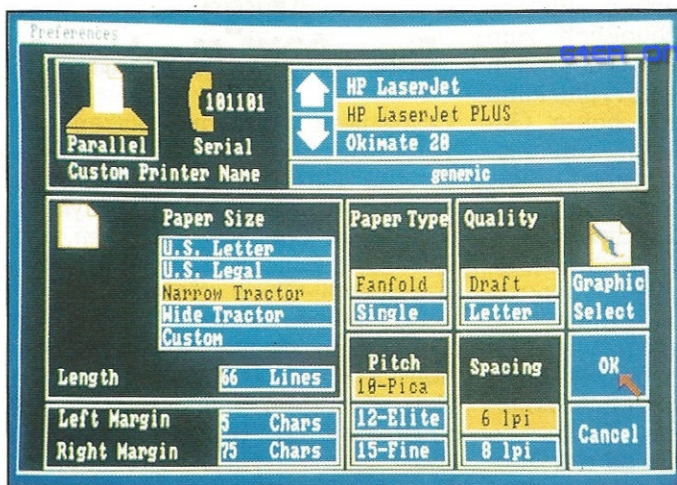 Preferences
64ER ON
101101
Parallel
Serial
HP LaserJet
HP LaserJet PLUS
Okimate 20
Custom Printer Name
generic
Paper Size
U.S. Letter
U.S. Legal
Narrow Tractor
Wide Tractor
Custom
Length
66 Lines
Left Margin
5 Chars
Right Margin
75 Chars
Paper Type
Fanfold
Single
Pitch
10-Pica
12-Elite
15-Fine
Quality
Draft
Letter
Spacing
6 lpi
8 lpi
Graphic
Select
OK
Cancel